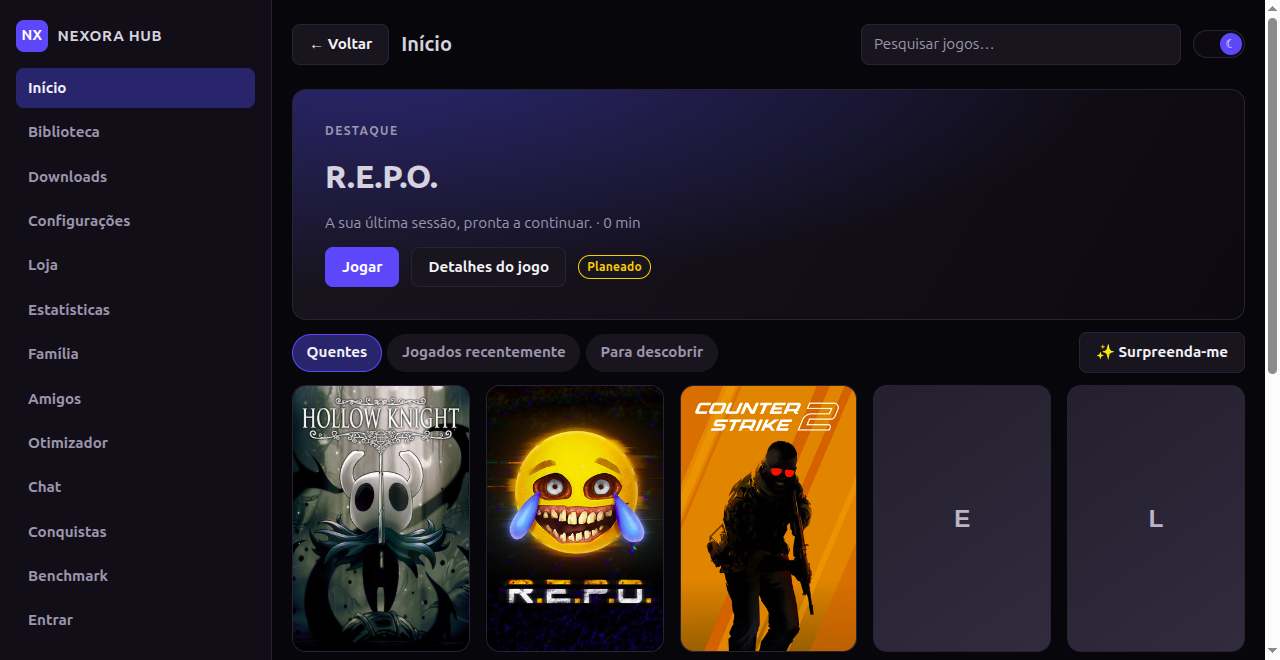 NX NEXORA HUB
Início
Biblioteca
Downloads
Configurações
Loja
Estatísticas
Família
Amigos
Otimizador
Chat
Conquistas
Benchmark
Entrar
← Voltar Início Pesquisar jogos...
DESTAQUE
R.E.P.O.
A sua última sessão, pronta a continuar. · 0 min
Jogar Detalhes do jogo Planeado
Quentes Jogados recentemente Para descobrir ✨ Surpreenda-me
HOLLOW KNIGHT
R.E.P.O.
COUNTER
STRIKE 2
E
L